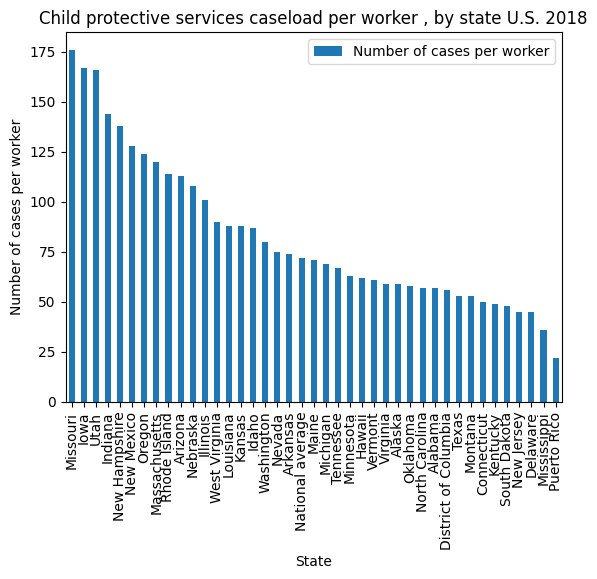 Child protective services caseload per worker , by state U.S. 2018
Number of cases per worker
Number of cases per worker
175
150
125
100
75
50
25
0
Missouri
Iowa
Utah
Indiana
New Hampshire
New Mexico
Oregon
Massachusetts
Rhode Island
Arizona
Nebraska
Illinois
West Virginia
Louisiana
Kansas
Idaho
Washington
Nevada
Arkansas
National average
Maine
Michigan
Tennessee
Minnesota
Hawaii
Vermont
Virginia
Alaska
Oklahoma
North Carolina
Alabama
District of Columbia
Texas
Montana
Connecticut
Kentucky
South Dakota
New Jersey
Delaware
Mississippi
Puerto Rico
State